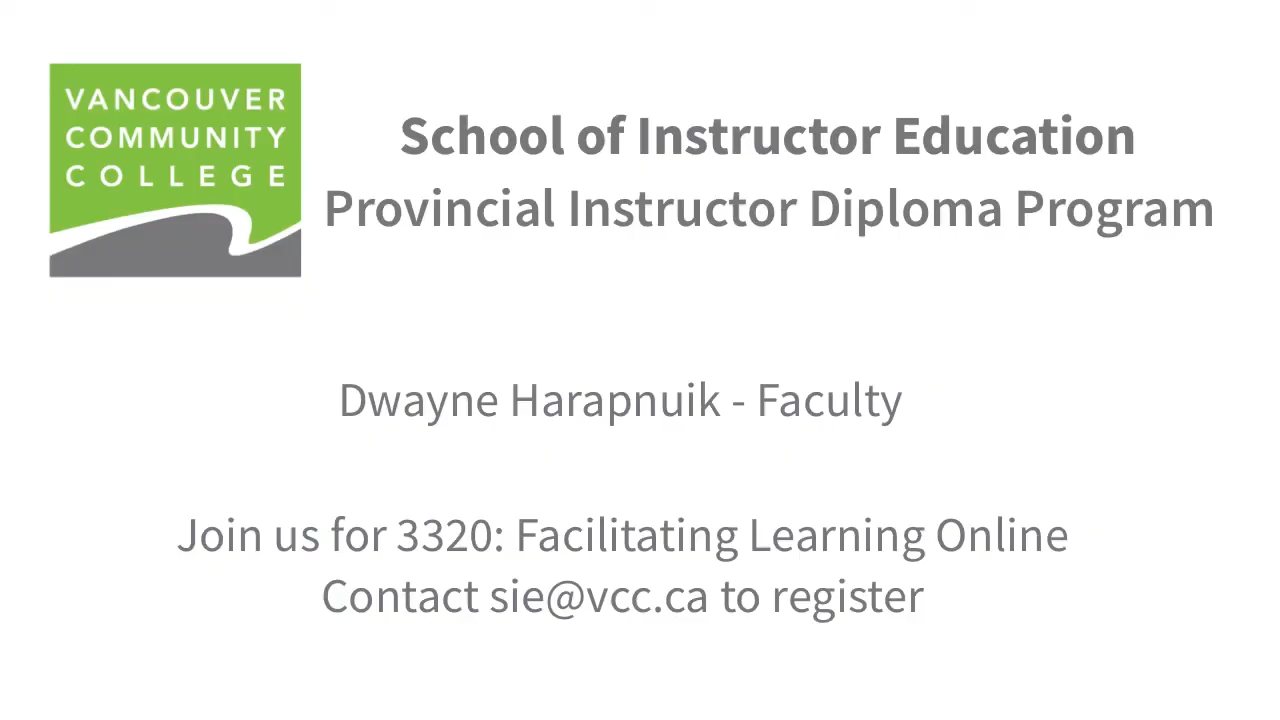 VANCOUVER
COMMUNITY
COLLEGE
School of Instructor Education
Provincial Instructor Diploma Program
Dwayne Harapnuik - Faculty
Join us for 3320: Facilitating Learning Online
Contact sie@vcc.ca to register